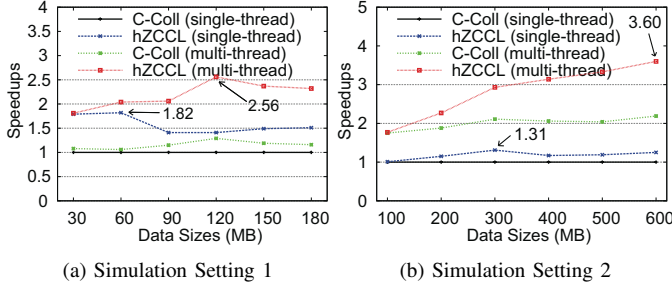 C-Coll (single-thread)
hZCCL (single-thread)
C-Coll (multi-thread)
hZCCL (multi-thread)
4
3.5
3
2.5
2
1.5
1
0.5
0
Speedups
1.82
2.56
30 60 90 120 150 180
Data Sizes (MB)
(a) Simulation Setting 1
C-Coll (single-thread)
hZCCL (single-thread)
C-Coll (multi-thread)
hZCCL (multi-thread)
3.60
5
4
3
2
1
0
Speedups
1.31
100 200 300 400 500 600
Data Sizes (MB)
(b) Simulation Setting 2